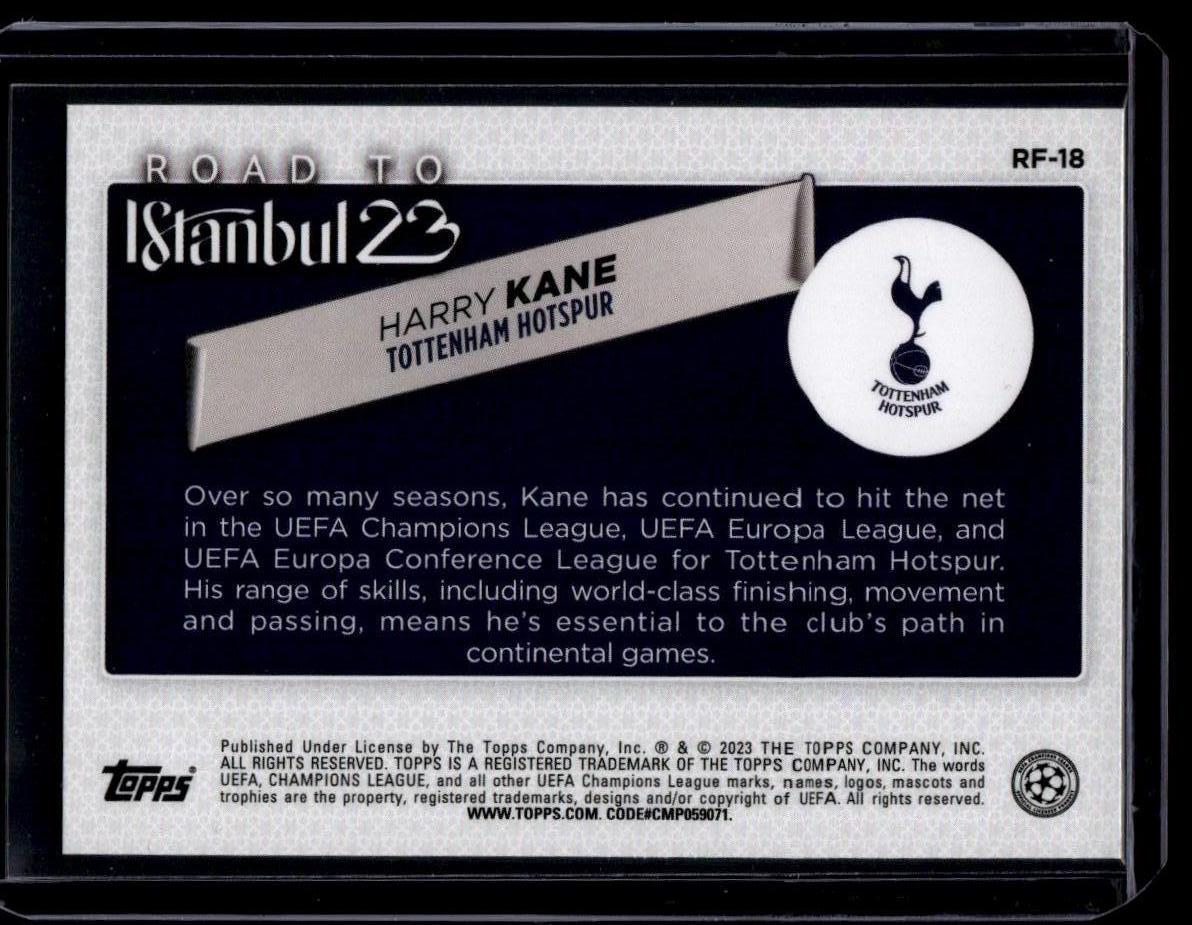 ROAD TO
RF-18
Istanbul 23
HARRY KANE
TOTTENHAM HOTSPUR
TOTTENHAM
HOTSPUR
Over so many seasons, Kane has continued to hit the net
in the UEFA Champions League, UEFA Europa League, and
UEFA Europa Conference League for Tottenham Hotspur.
His range of skills, including world-class finishing, movement
and passing, means he's essential to the club's path in
continental games.
Published Under License by The Topps Company, Inc. ® & © 2023 THE TOPPS COMPANY, INC.
ALL RIGHTS RESERVED. TOPPS IS A REGISTERED TRADEMARK OF THE TOPPS COMPANY, INC. The words
UEFA, CHAMPIONS LEAGUE, and all other UEFA Champions League marks, names, logos, mascots and
trophies are the property, registered trademarks, designs and/or copyright of UEFA. All rights reserved.
WWW.TOPPS.COM. CODE#CMP059071.
topps®